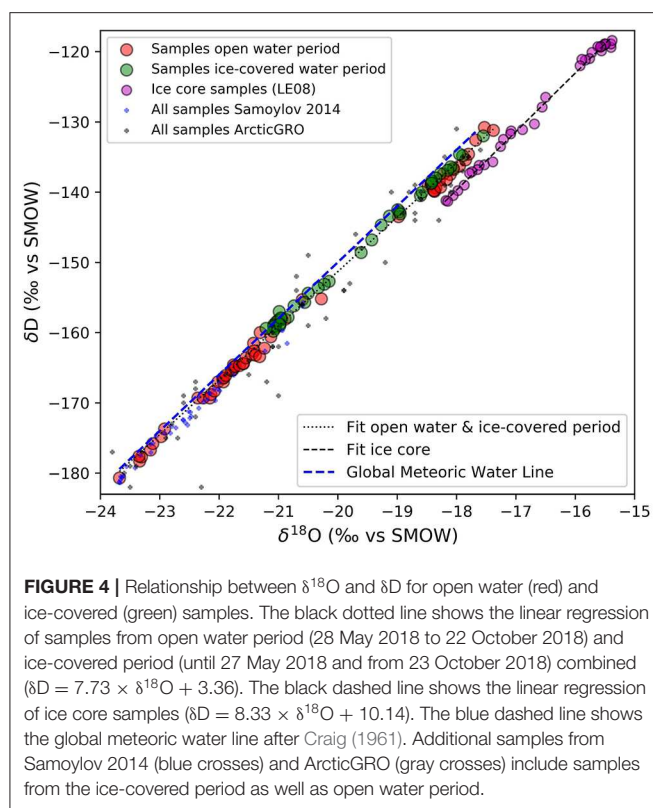 Samples open water period
Samples ice-covered water period
Ice core samples (LE08)
All samples Samoylov 2014
All samples ArcticGRO
−120
−130
−140
−150
−160
−170
−180
δD (‰ vs SMOW)
Fit open water & ice-covered period
Fit ice core
Global Meteoric Water Line
−24 −23 −22 −21 −20 −19 −18 −17 −16 −15
δ¹⁸O (‰ vs SMOW)
FIGURE 4 | Relationship between δ¹⁸O and δD for open water (red) and
ice-covered (green) samples. The black dotted line shows the linear regression
of samples from open water period (28 May 2018 to 22 October 2018) and
ice-covered period (until 27 May 2018 and from 23 October 2018) combined
(δD = 7.73 × δ¹⁸O + 3.36). The black dashed line shows the linear regression
of ice core samples (δD = 8.33 × δ¹⁸O + 10.14). The blue dashed line shows
the global meteoric water line after Craig (1961). Additional samples from
Samoylov 2014 (blue crosses) and ArcticGRO (gray crosses) include samples
from the ice-covered period as well as open water period.